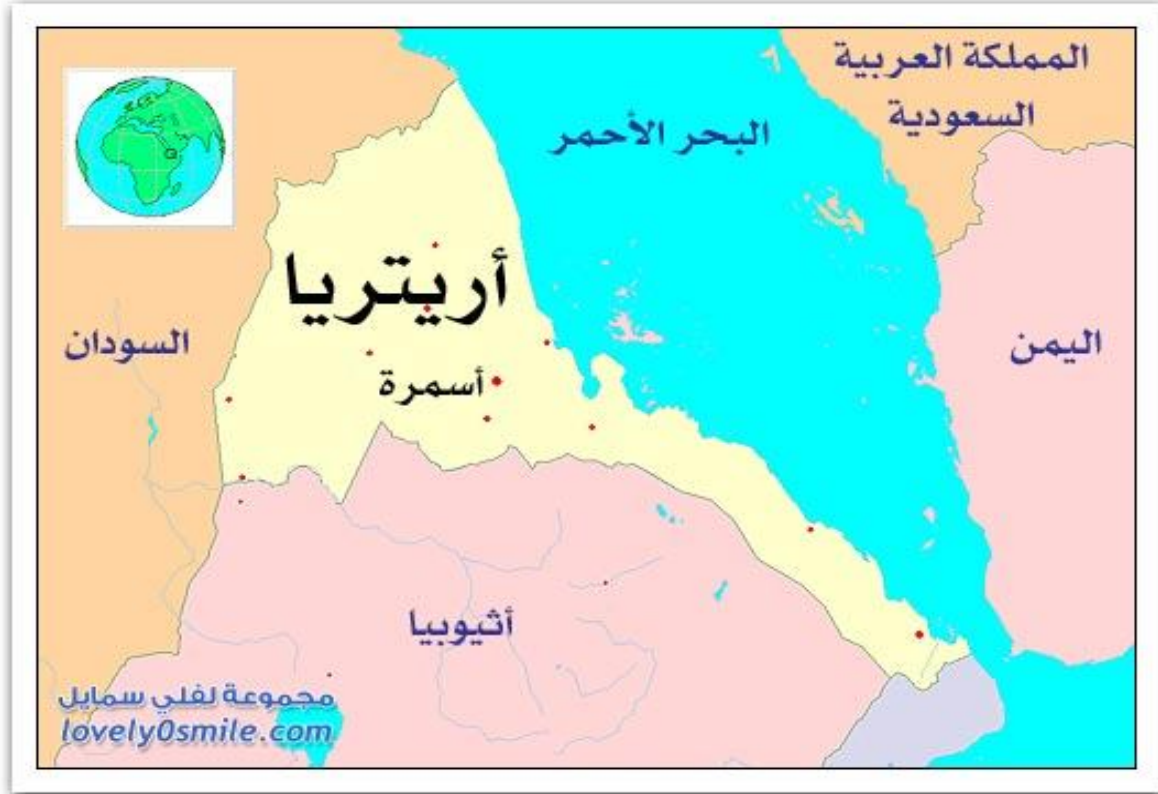 المملكة العربية
السعودية
البحر الأحمر
أريتريا
اليمن
السودان
أسمرة
أثيوبيا
مجموعة لفلي سمايل
lovely0smile.com